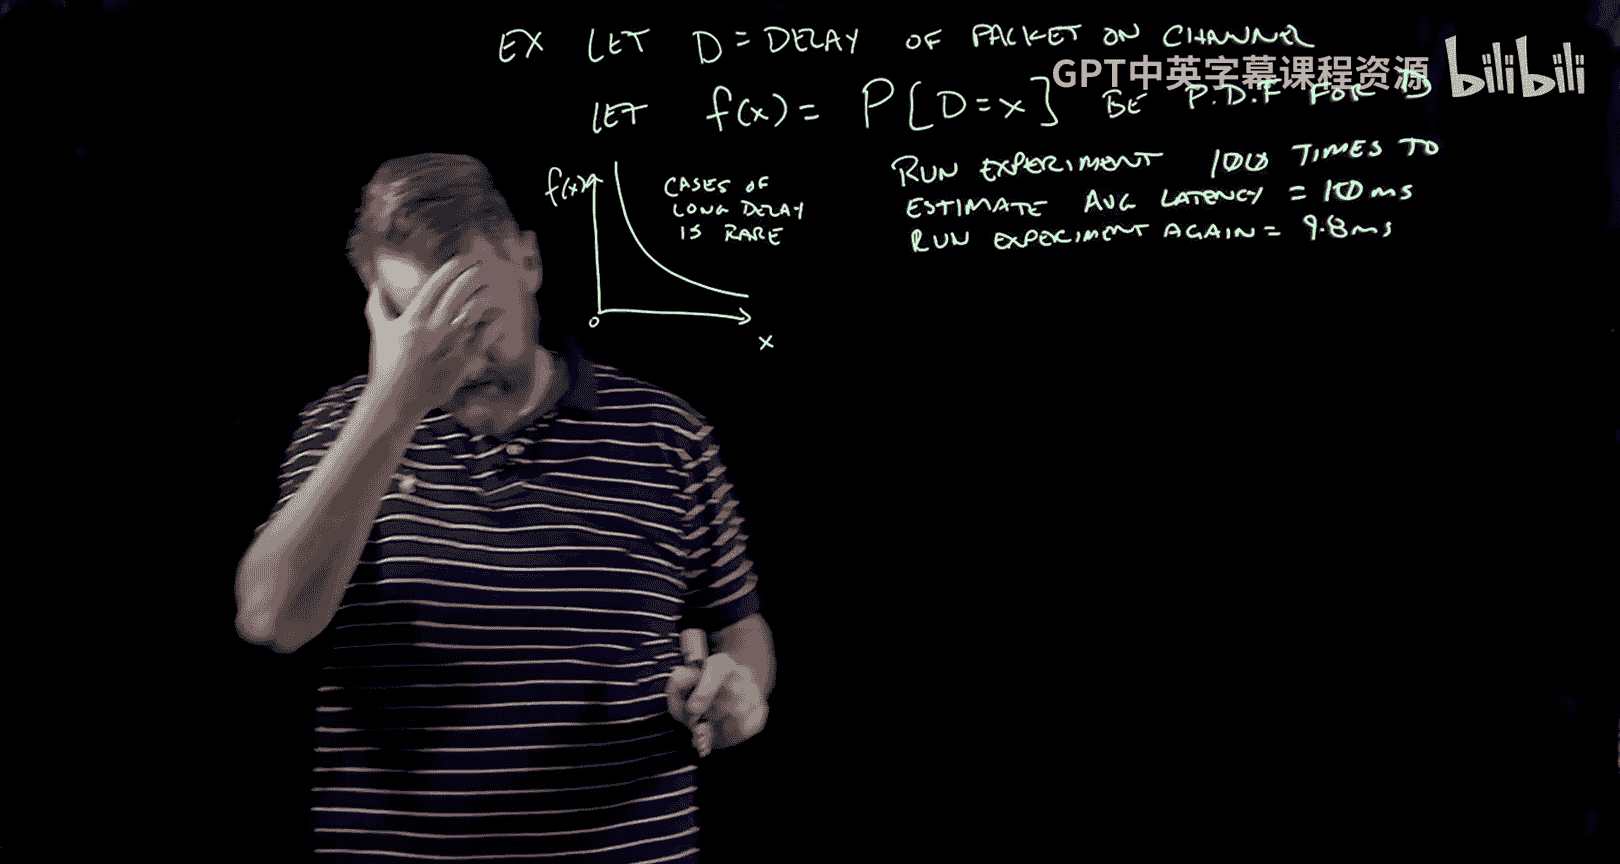 EX LET D = DELAY OF PACKET ON CHANNEL
GPT中英字幕课程资源 bilibili
LET f(x) = P[D=x] BE P.D.F FOR D
f(x)
CASES OF
LONG DELAY
IS RARE
0
x
RUN EXPERIMENT 100 TIMES TO
ESTIMATE AVG LATENCY = 10ms
RUN EXPERIMENT AGAIN = 9.8ms